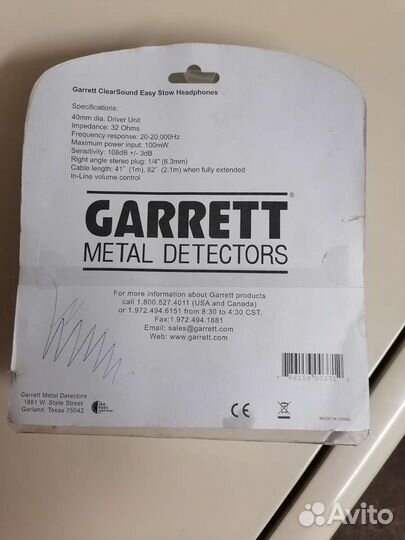 Garrett ClearSound Easy Stow Headphones
Specifications:
40mm dia. Driver Unit
Impedance: 32 Ohms
Frequency response: 20-20,000Hz
Maximum power input: 100mW
Sensitivity: 108dB +/- 3dB
Right angle stereo plug: 1/4" (6.3mm)
Cable length: 41" (1m), 82" (2.1m) when fully extended
In-Line volume control
GARRETT®
METAL DETECTORS
For more information about Garrett products
call 1.800.527.4011 (USA and Canada)
or 1.972.494.6151 from 8:30 to 4:30 CST.
Fax:1.972.494.1881
Email: sales@garrett.com
Web: www.garrett.com
Garrett Metal Detectors
1881 W. State Street
Garland, Texas 75042
CE
MADE IN CHINA
Avito